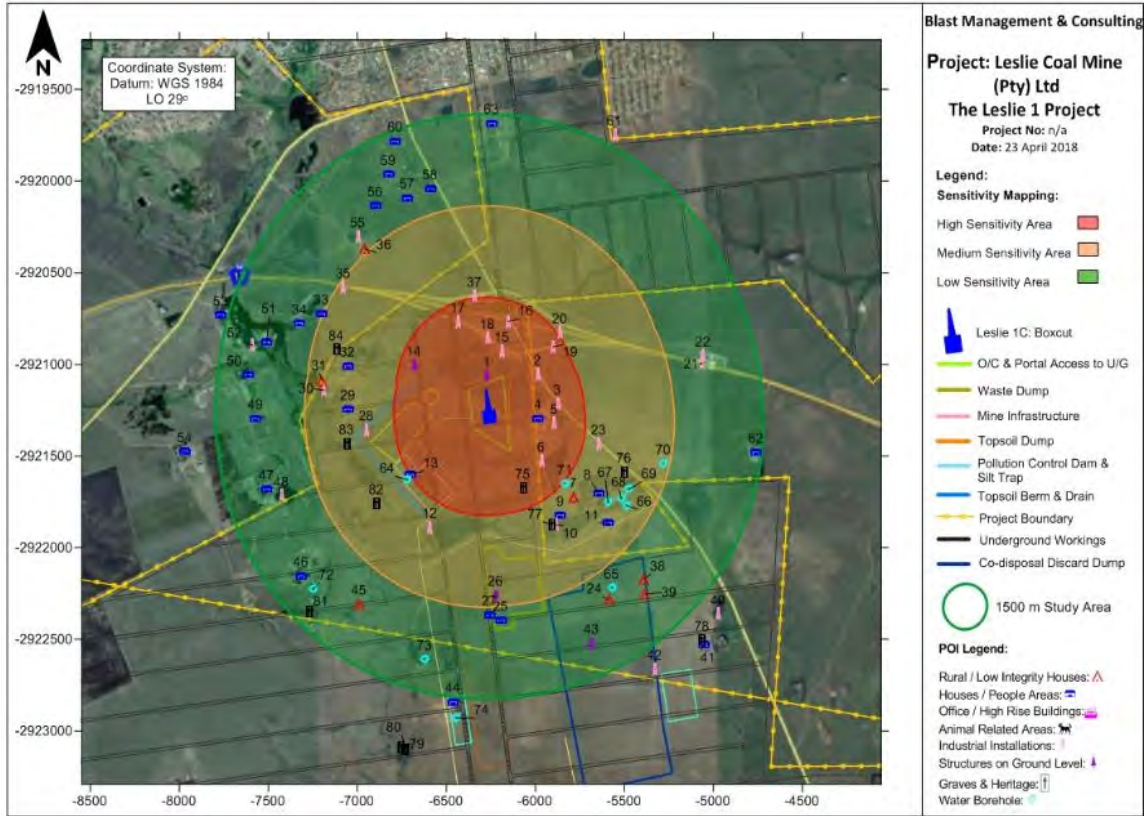 N
Coordinate System:
Datum: WGS 1984
LO 29º
-2919500
-2920000
-2920500
-2921000
-2921500
-2922000
-2922500
-2923000
-8500 -8000 -7500 -7000 -6500 -6000 -5500 -5000 -4500
63
61
60
59
58
57
56
55
36
35
37
53
51
34
33
52
50
84
32
17
16
18
15
20
19
22
21
14
1
2
31
30
29
3
49
4
5
28
83
23
54
6
62
70
76
64
13
71
67
69
68
8
75
66
47
48
82
9
11
12
77
10
46
72
26
65
38
24
39
81
45
27
25
40
43
78
41
73
42
44
74
80
79
Blast Management & Consulting
Project: Leslie Coal Mine
(Pty) Ltd
The Leslie 1 Project
Project No: n/a
Date: 23 April 2018
Legend:
Sensitivity Mapping:
High Sensitivity Area
Medium Sensitivity Area
Low Sensitivity Area
Leslie 1C: Boxcut
O/C & Portal Access to U/G
Waste Dump
Mine Infrastructure
Topsoil Dump
Pollution Control Dam &
Silt Trap
Topsoil Berm & Drain
Project Boundary
Underground Workings
Co-disposal Discard Dump
1500 m Study Area
POI Legend:
Rural / Low Integrity Houses:
Houses / People Areas:
Office / High Rise Buildings:
Animal Related Areas:
Industrial Installations:
Structures on Ground Level:
Graves & Heritage:
Water Borehole: